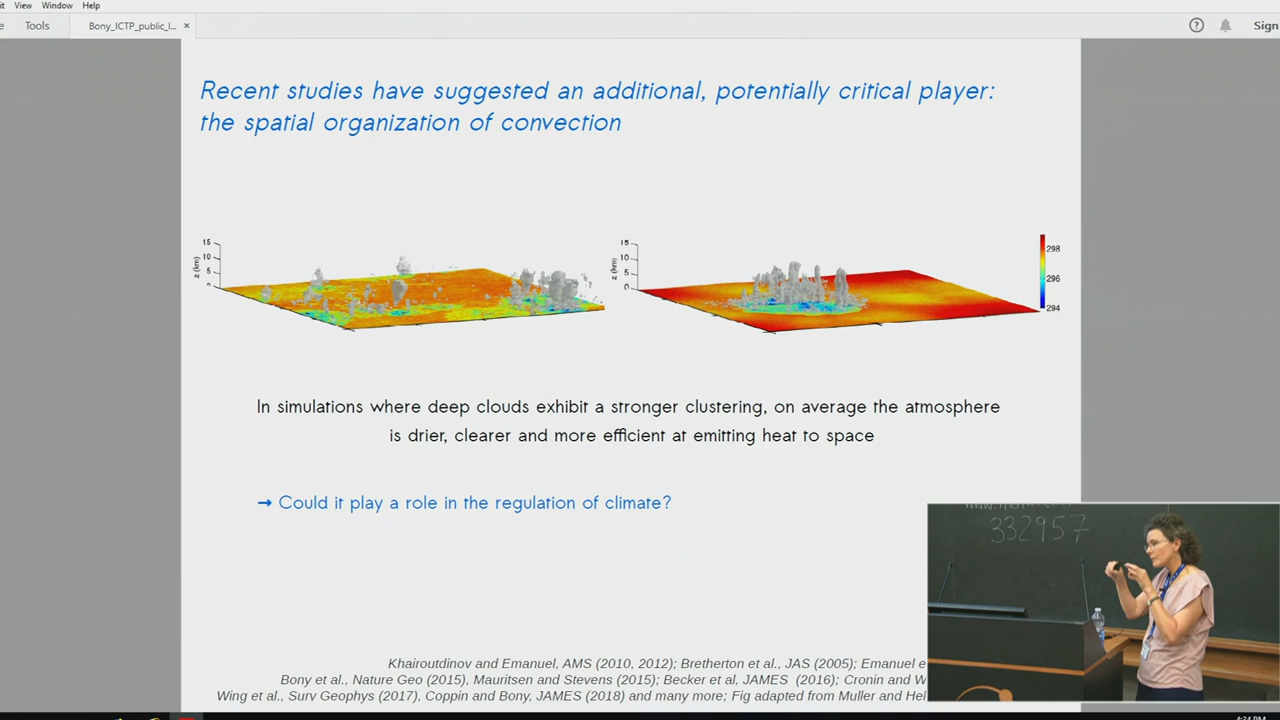 View Window Help
Tools Bony_ICTP_public_l... × Sign
Recent studies have suggested an additional, potentially critical player:
the spatial organization of convection
15
10
5
0
z (km)
15
10
5
0
z (km)
298
296
294
In simulations where deep clouds exhibit a stronger clustering, on average the atmosphere
is drier, clearer and more efficient at emitting heat to space
→ Could it play a role in the regulation of climate?
332957
Khairoutdinov and Emanuel, AMS (2010, 2012); Bretherton et al., JAS (2005); Emanuel e
Bony et al., Nature Geo (2015), Mauritsen and Stevens (2015); Becker et al, JAMES (2016); Cronin and W
Wing et al., Surv Geophys (2017), Coppin and Bony, JAMES (2018) and many more; Fig adapted from Muller and Hel